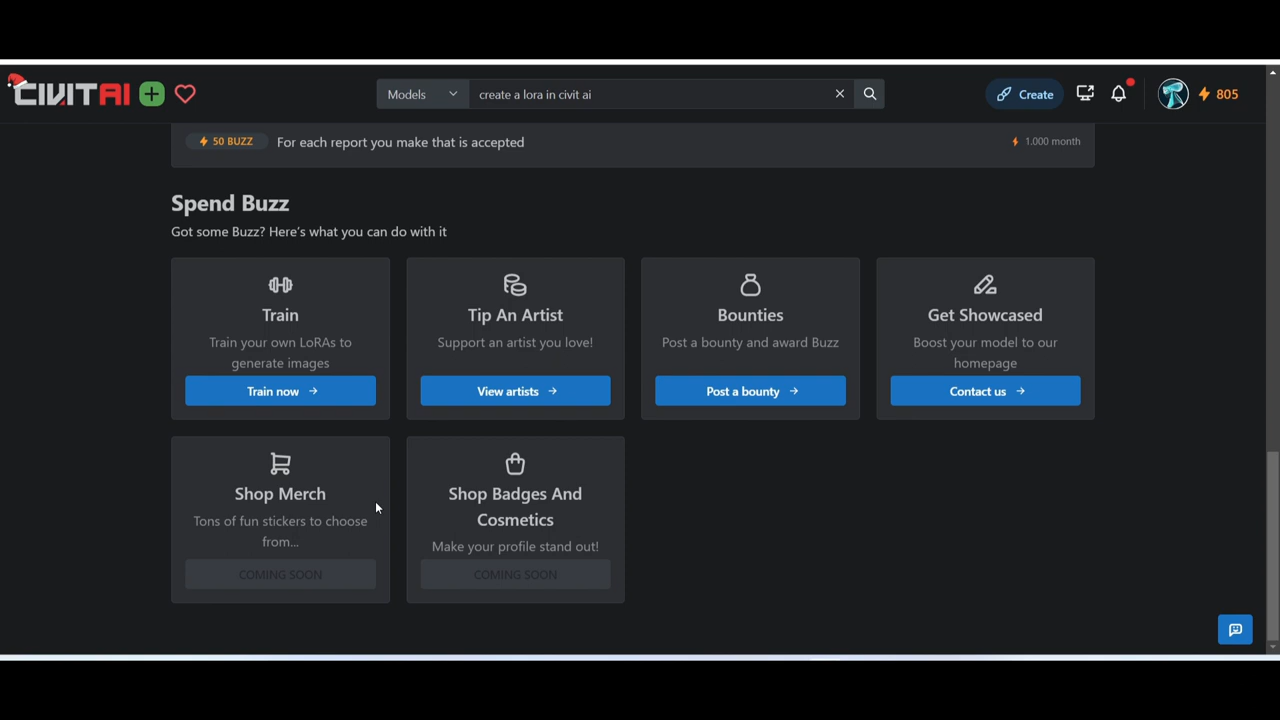 CIVITAI
Models
create a lora in civit ai
Create
805
50 BUZZ
For each report you make that is accepted
1.000 month
Spend Buzz
Got some Buzz? Here's what you can do with it
Train
Train your own LoRAs to
generate images
Train now
Tip An Artist
Support an artist you love!
View artists
Bounties
Post a bounty and award Buzz
Post a bounty
Get Showcased
Boost your model to our
homepage
Contact us
Shop Merch
Tons of fun stickers to choose
from...
COMING SOON
Shop Badges And
Cosmetics
Make your profile stand out!
COMING SOON